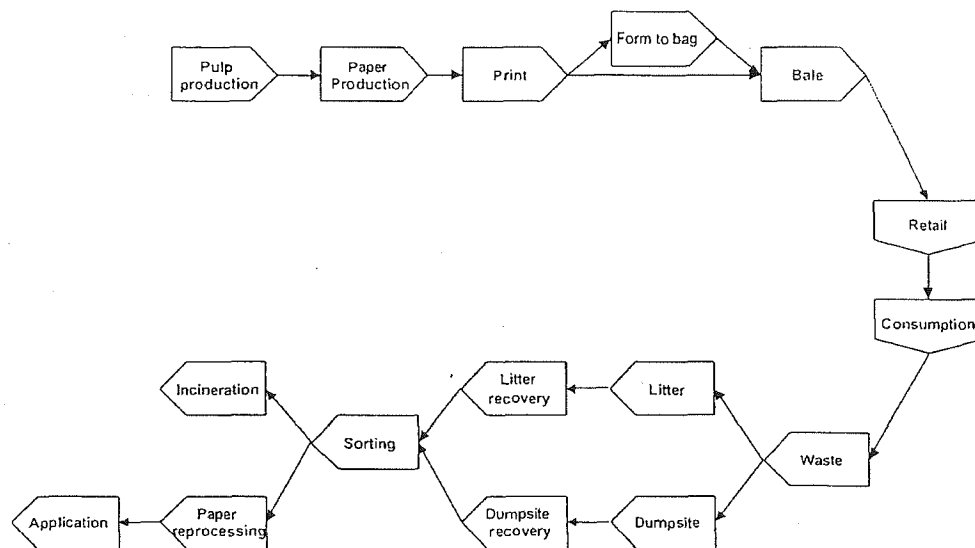 Form to bag
Pulp
production
Paper
Production
Print
Bale
Retail
Consumption
Incineration
Litter
recovery
Litter
Sorting
Waste
Application
Paper
reprocessing
Dumpsite
recovery
Dumpsite